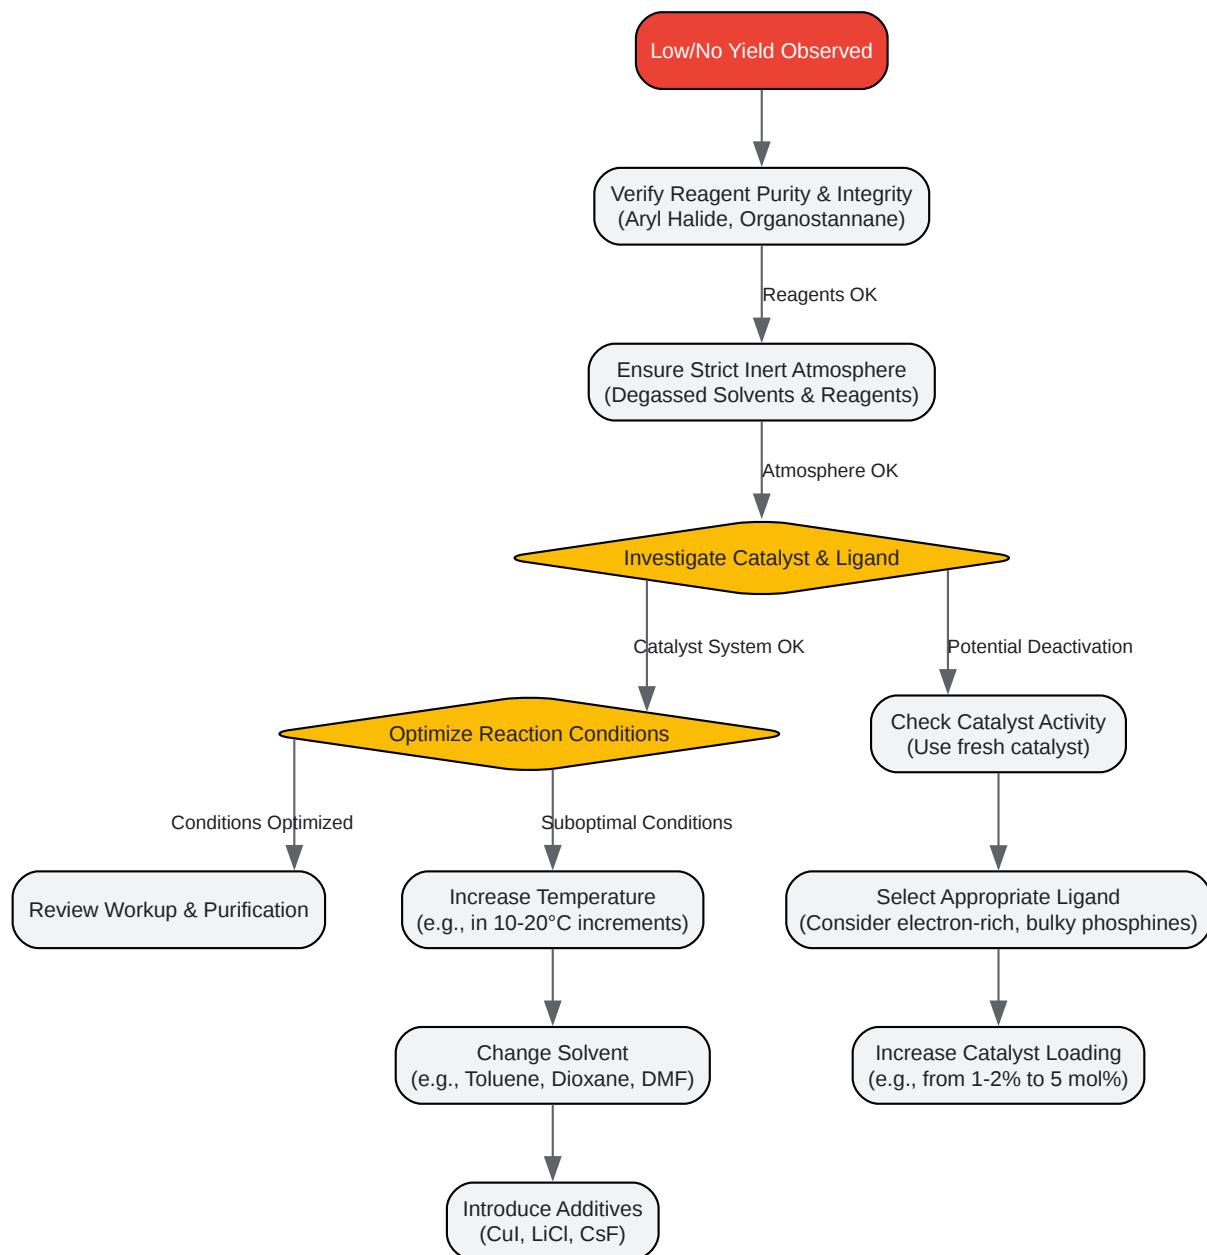 Low/No Yield Observed
Verify Reagent Purity & Integrity
(Aryl Halide, Organostannane)
Reagents OK
Ensure Strict Inert Atmosphere
(Degassed Solvents & Reagents)
Atmosphere OK
Investigate Catalyst & Ligand
Catalyst System OK
Potential Deactivation
Optimize Reaction Conditions
Check Catalyst Activity
(Use fresh catalyst)
Conditions Optimized
Suboptimal Conditions
Review Workup & Purification
Increase Temperature
(e.g., in 10-20°C increments)
Select Appropriate Ligand
(Consider electron-rich, bulky phosphines)
Change Solvent
(e.g., Toluene, Dioxane, DMF)
Increase Catalyst Loading
(e.g., from 1-2% to 5 mol%)
Introduce Additives
(CuI, LiCl, CsF)